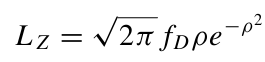 $L_Z = \sqrt{2\pi} f_D \rho e^{-\rho^2}$